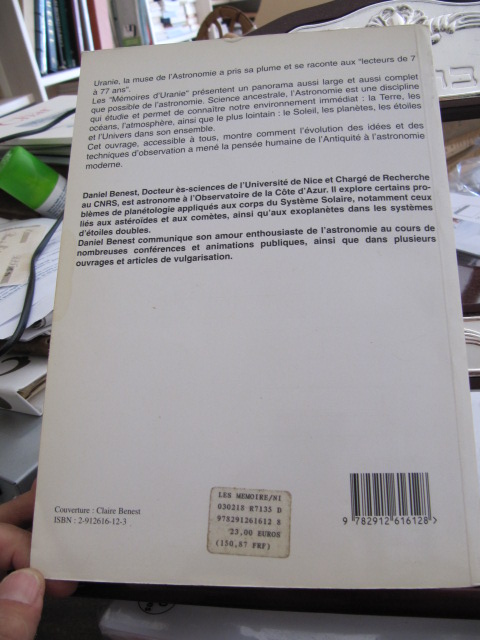 Uranie, la muse de l'Astronomie a pris sa plume et se raconte aux "lecteurs de 7
à 77 ans".
Les "Mémoires d'Uranie" présentent un panorama aussi large et aussi complet
que possible de l'astronomie. Science ancestrale, l'Astronomie est une discipline
qui étudie et permet de connaître notre environnement immédiat : la Terre, les
océans, l'atmosphère, ainsi que le plus lointain : le Soleil, les planètes, les étoiles
et l'Univers dans son ensemble.
Cet ouvrage, accessible à tous, montre comment l'évolution des idées et des
techniques d'observation a mené la pensée humaine de l'Antiquité à l'astronomie
moderne.
Daniel Benest, Docteur ès-sciences de l'Université de Nice et Chargé de Recherche
au CNRS, est astronome à l'Observatoire de la Côte d'Azur. Il explore certains pro-
blèmes de planétologie appliqués aux corps du Système Solaire, notamment ceux
liés aux astéroïdes et aux comètes, ainsi qu'aux exoplanètes dans les systèmes
d'étoiles doubles.
Daniel Benest communique son amour enthousiaste de l'astronomie au cours de
nombreuses conférences et animations publiques, ainsi que dans plusieurs
ouvrages et articles de vulgarisation.
Couverture : Claire Benest
ISBN : 2-912616-12-3
LES MEMOIRE/NI
030218 R7135 D
978291261612 8
23,00 EUROS
(150,87 FRF)
9 782912 616128 >